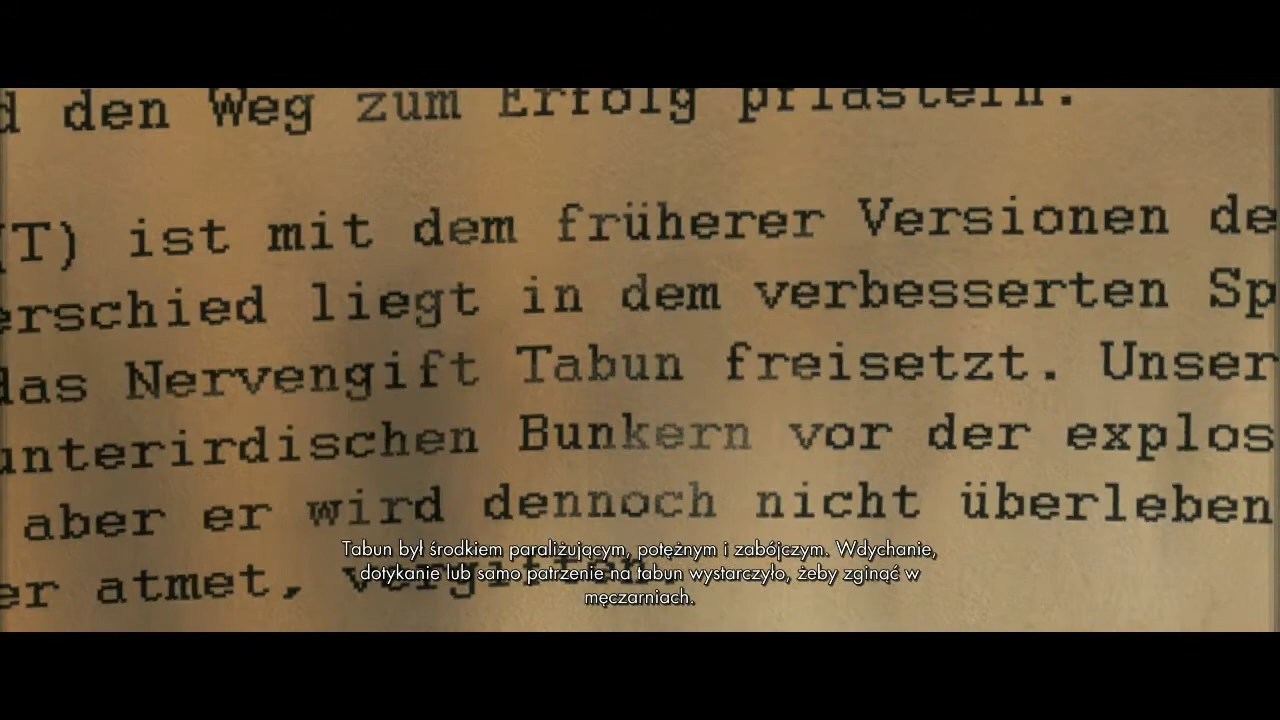 d den Weg zum Erfolg pflastern.
(T) ist mit dem früherer Versionen de
erschied liegt in dem verbesserten Sp
das Nervengift Tabun freisetzt. Unser
unterirdischen Bunkern vor der explos
aber er wird dennoch nicht überleben
er atmet, vergiften.
Tabun był środkiem paraliżującym, potężnym i zabójczym. Wdychanie,
dotykanie lub samo patrzenie na tabun wystarczyło, żeby zginąć w
męczarniach.